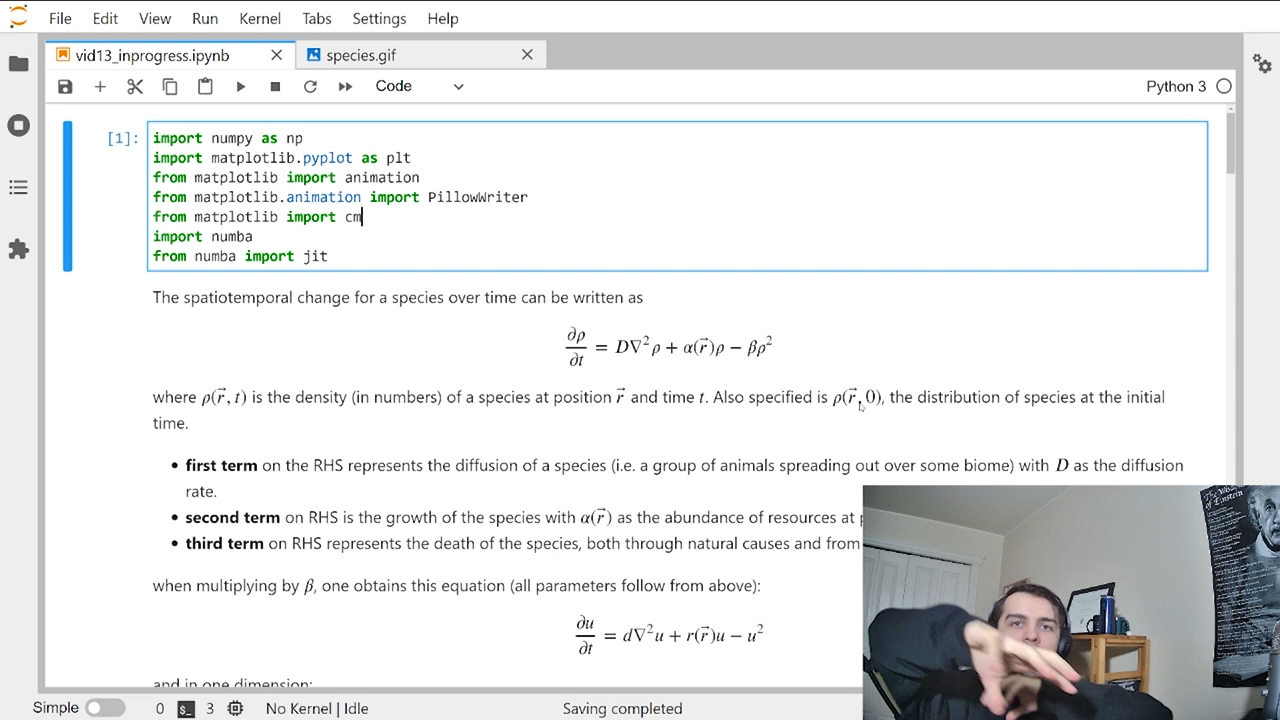 File Edit View Run Kernel Tabs Settings Help
vid13_inprogress.ipynb
species.gif
Code
Python 3
[1]:
import numpy as np
import matplotlib.pyplot as plt
from matplotlib import animation
from matplotlib.animation import PillowWriter
from matplotlib import cm
import numba
from numba import jit
The spatiotemporal change for a species over time can be written as
∂ρ/∂t = D∇²ρ + α(r⃗)ρ − βρ²
where ρ(r⃗, t) is the density (in numbers) of a species at position r⃗ and time t. Also specified is ρ(r⃗, 0), the distribution of species at the initial
time.
• first term on the RHS represents the diffusion of a species (i.e. a group of animals spreading out over some biome) with D as the diffusion
rate.
• second term on RHS is the growth of the species with α(r⃗) as the abundance of resources at
• third term on RHS represents the death of the species, both through natural causes and from
when multiplying by β, one obtains this equation (all parameters follow from above):
∂u/∂t = d∇²u + r(r⃗)u − u²
and in one dimension:
The Wisdom
of Einstein
Simple 0 3 No Kernel | Idle Saving completed